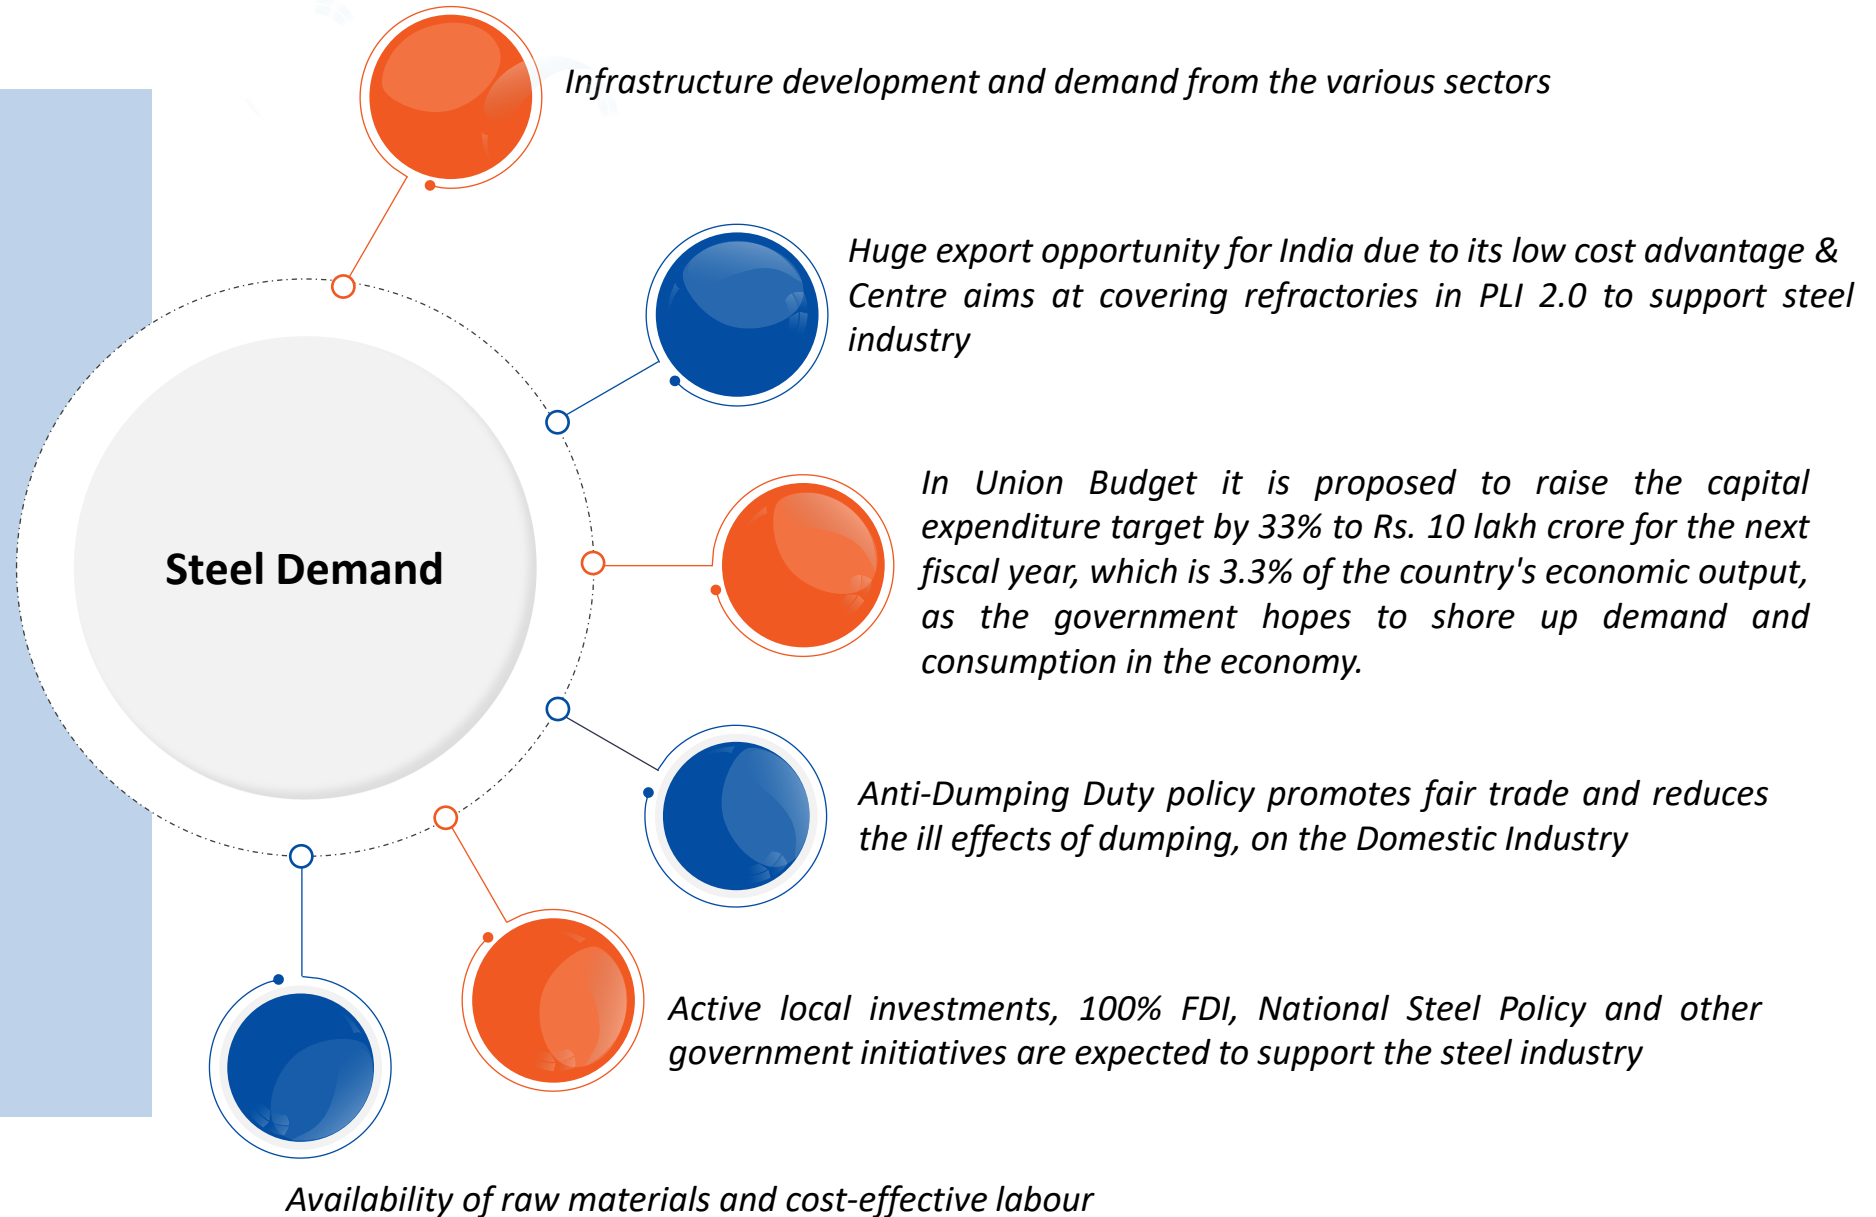 Infrastructure development and demand from the various sectors
Huge export opportunity for India due to its low cost advantage &
Centre aims at covering refractories in PLI 2.0 to support steel
industry
In Union Budget it is proposed to raise the capital
expenditure target by 33% to Rs. 10 lakh crore for the next
fiscal year, which is 3.3% of the country's economic output,
as the government hopes to shore up demand and
consumption in the economy.
Steel Demand
Anti-Dumping Duty policy promotes fair trade and reduces
the ill effects of dumping, on the Domestic Industry
Active local investments, 100% FDI, National Steel Policy and other
government initiatives are expected to support the steel industry
Availability of raw materials and cost-effective labour